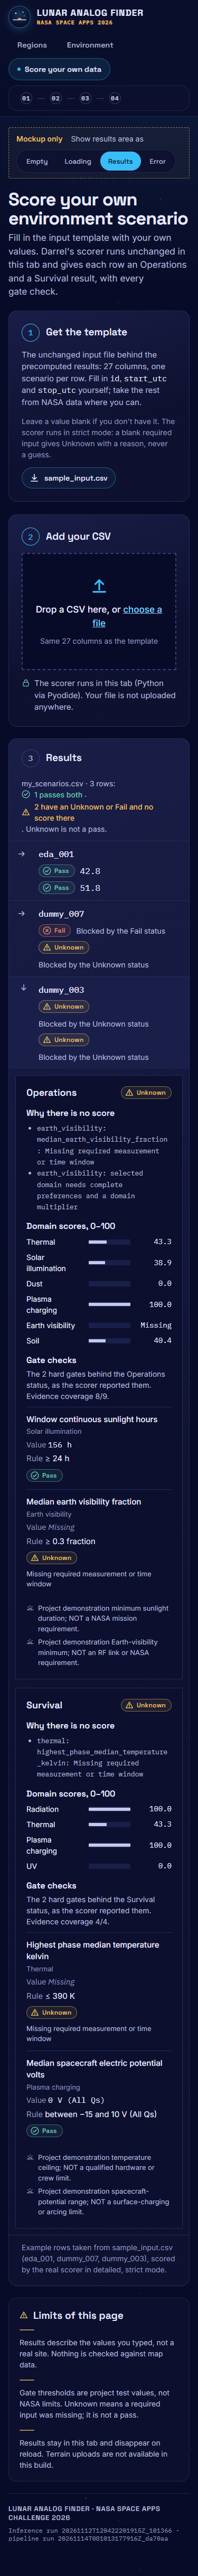 LUNAR ANALOG FINDER
NASA SPACE APPS 2026
Regions Environment
Score your own data
01 02 03 04
Mockup only Show results area as
Empty Loading Results Error
Score your own
environment scenario
Fill in the input template with your own
values. Darrel's scorer runs unchanged in
this tab and gives each row an Operations
and a Survival result, with every
gate check.
1 Get the template
The unchanged input file behind the
precomputed results: 27 columns, one
scenario per row. Fill in id, start_utc
and stop_utc yourself; take the rest
from NASA data where you can.
Leave a value blank if you don't have it. The
scorer runs in strict mode: a blank required
input gives Unknown with a reason, never
a guess.
sample_input.csv
2 Add your CSV
Drop a CSV here, or choose a
file
Same 27 columns as the template
The scorer runs in this tab (Python
via Pyodide). Your file is not uploaded
anywhere.
3 Results
my_scenarios.csv · 3 rows:
1 passes both .
2 have an Unknown or Fail and no
score there
. Unknown is not a pass.
→ eda_001
Pass 42.8
Pass 51.8
→ dummy_007
Fail Blocked by the Fail status
Unknown
Blocked by the Unknown status
↓ dummy_003
Unknown
Blocked by the Unknown status
Unknown
Blocked by the Unknown status
Operations Unknown
Why there is no score
• earth_visibility:
median_earth_visibility_fraction
: Missing required measurement
or time window
• earth_visibility: selected
domain needs complete
preferences and a domain
multiplier
Domain scores, 0–100
Thermal 43.3
Solar
illumination 38.9
Dust 0.0
Plasma
charging 100.0
Earth visibility Missing
Soil 40.4
Gate checks
The 2 hard gates behind the Operations
status, as the scorer reported them.
Evidence coverage 8/9.
Window continuous sunlight hours
Solar illumination
Value 156 h
Rule ≥ 24 h
Pass
Median earth visibility fraction
Earth visibility
Value Missing
Rule ≥ 0.3 fraction
Unknown
Missing required measurement or time
window
Project demonstration minimum sunlight
duration; NOT a NASA mission
requirement.
Project demonstration Earth-visibility
minimum; NOT an RF link or NASA
requirement.
Survival Unknown
Why there is no score
• thermal:
highest_phase_median_temperature
_kelvin: Missing required
measurement or time window
Domain scores, 0–100
Radiation 100.0
Thermal 43.3
Plasma
charging 100.0
UV 0.0
Gate checks
The 2 hard gates behind the Survival
status, as the scorer reported them.
Evidence coverage 4/4.
Highest phase median temperature
kelvin
Thermal
Value Missing
Rule ≤ 390 K
Unknown
Missing required measurement or time
window
Median spacecraft electric potential
volts
Plasma charging
Value 0 V (All Qs)
Rule between −15 and 10 V (All Qs)
Pass
Project demonstration temperature
ceiling; NOT a qualified hardware or
crew limit.
Project demonstration spacecraft-
potential range; NOT a surface-charging
or arcing limit.
Example rows taken from sample_input.csv
(eda_001, dummy_007, dummy_003), scored
by the real scorer in detailed, strict mode.
Limits of this page
Results describe the values you typed, not a
real site. Nothing is checked against map
data.
Gate thresholds are project test values, not
NASA limits. Unknown means a required
input was missing; it is not a pass.
Results stay in this tab and disappear on
reload. Terrain uploads are not available in
this build.
LUNAR ANALOG FINDER · NASA SPACE APPS
CHALLENGE 2026